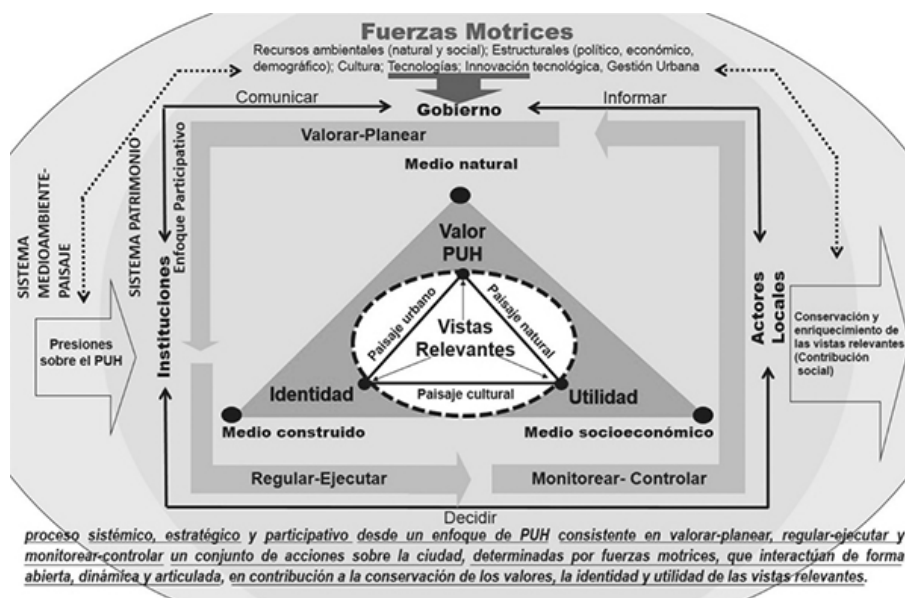 Fuerzas Motrices
Recursos ambientales (natural y social); Estructurales (político, económico,
demográfico); Cultura; Tecnologías; Innovación tecnológica, Gestión Urbana
Comunicar
Informar
Gobierno
Valorar-Planear
Medio natural
SISTEMA
MEDIOAMBIENTE-
PAISAJE
SISTEMA PATRIMONIO
Enfoque Participativo
Instituciones
Valor
PUH
Paisaje urbano
Paisaje natural
Vistas
Relevantes
Paisaje cultural
Identidad
Utilidad
Medio construido
Medio socioeconómico
Actores
Locales
Presiones
sobre el PUH
Conservación y
enriquecimiento de
las vistas relevantes
(Contribución
social)
Regular-Ejecutar
Monitorear- Controlar
Decidir
proceso sistémico, estratégico y participativo desde un enfoque de PUH consistente en valorar-planear, regular-ejecutar y
monitorear-controlar un conjunto de acciones sobre la ciudad, determinadas por fuerzas motrices, que interactúan de forma
abierta, dinámica y articulada, en contribución a la conservación de los valores, la identidad y utilidad de las vistas relevantes.